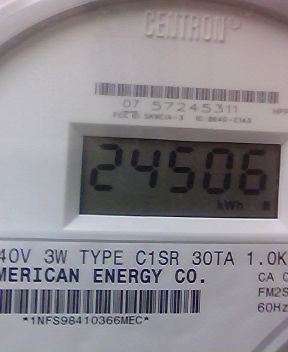 CENTRON®
07 57245311
24506
kWh
40V 3W TYPE C1SR 30TA 1.0K
MERICAN ENERGY CO.
CA
FM2S
60Hz
*1NFS98410366MEC*